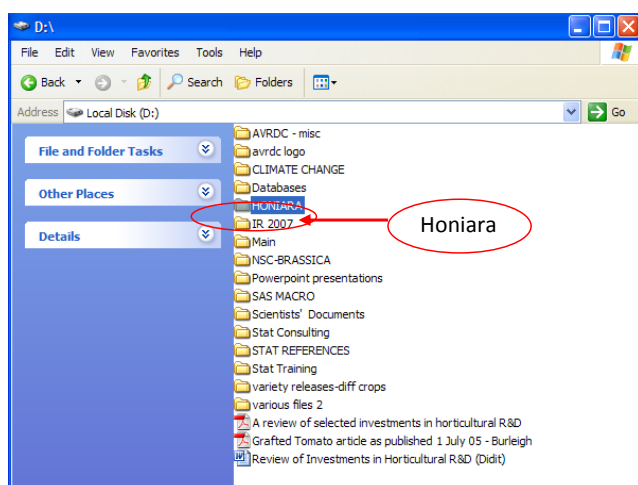 D:\
File Edit View Favorites Tools Help
Back Search Folders
Address Local Disk (D:) Go
File and Folder Tasks
Other Places
Details
AVRDC - misc
avrdc logo
CLIMATE CHANGE
Databases
HONIARA
IR 2007
Main
NSC-BRASSICA
Powerpoint presentations
SAS MACRO
Scientists' Documents
Stat Consulting
STAT REFERENCES
Stat Training
variety releases-diff crops
various files 2
A review of selected investments in horticultural R&D
Grafted Tomato article as published 1 July 05 - Burleigh
Review of Investments in Horticultural R&D (Didit)
Honiara